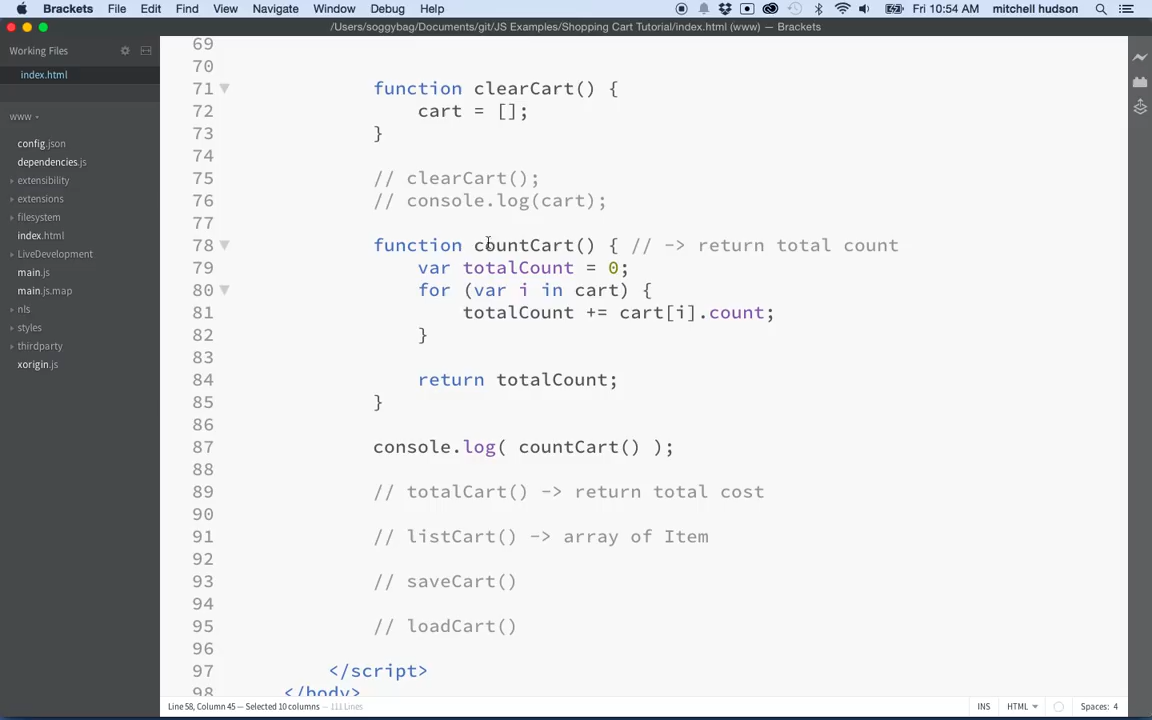 Brackets File Edit Find View Navigate Window Debug Help Fri 10:54 AM mitchell hudson
/Users/soggybag/Documents/git/JS Examples/Shopping Cart Tutorial/index.html (www) — Brackets
Working Files
index.html
www
config.json
dependencies.js
extensibility
extensions
filesystem
index.html
LiveDevelopment
main.js
main.js.map
nls
styles
thirdparty
xorigin.js
69
70
71 function clearCart() {
72 cart = [];
73 }
74
75 // clearCart();
76 // console.log(cart);
77
78 function countCart() { // -> return total count
79 var totalCount = 0;
80 for (var i in cart) {
81 totalCount += cart[i].count;
82 }
83
84 return totalCount;
85 }
86
87 console.log( countCart() );
88
89 // totalCart() -> return total cost
90
91 // listCart() -> array of Item
92
93 // saveCart()
94
95 // loadCart()
96
97 </script>
98 </body>
Line 58, Column 45 — Selected 10 columns — 111 Lines INS HTML Spaces: 4